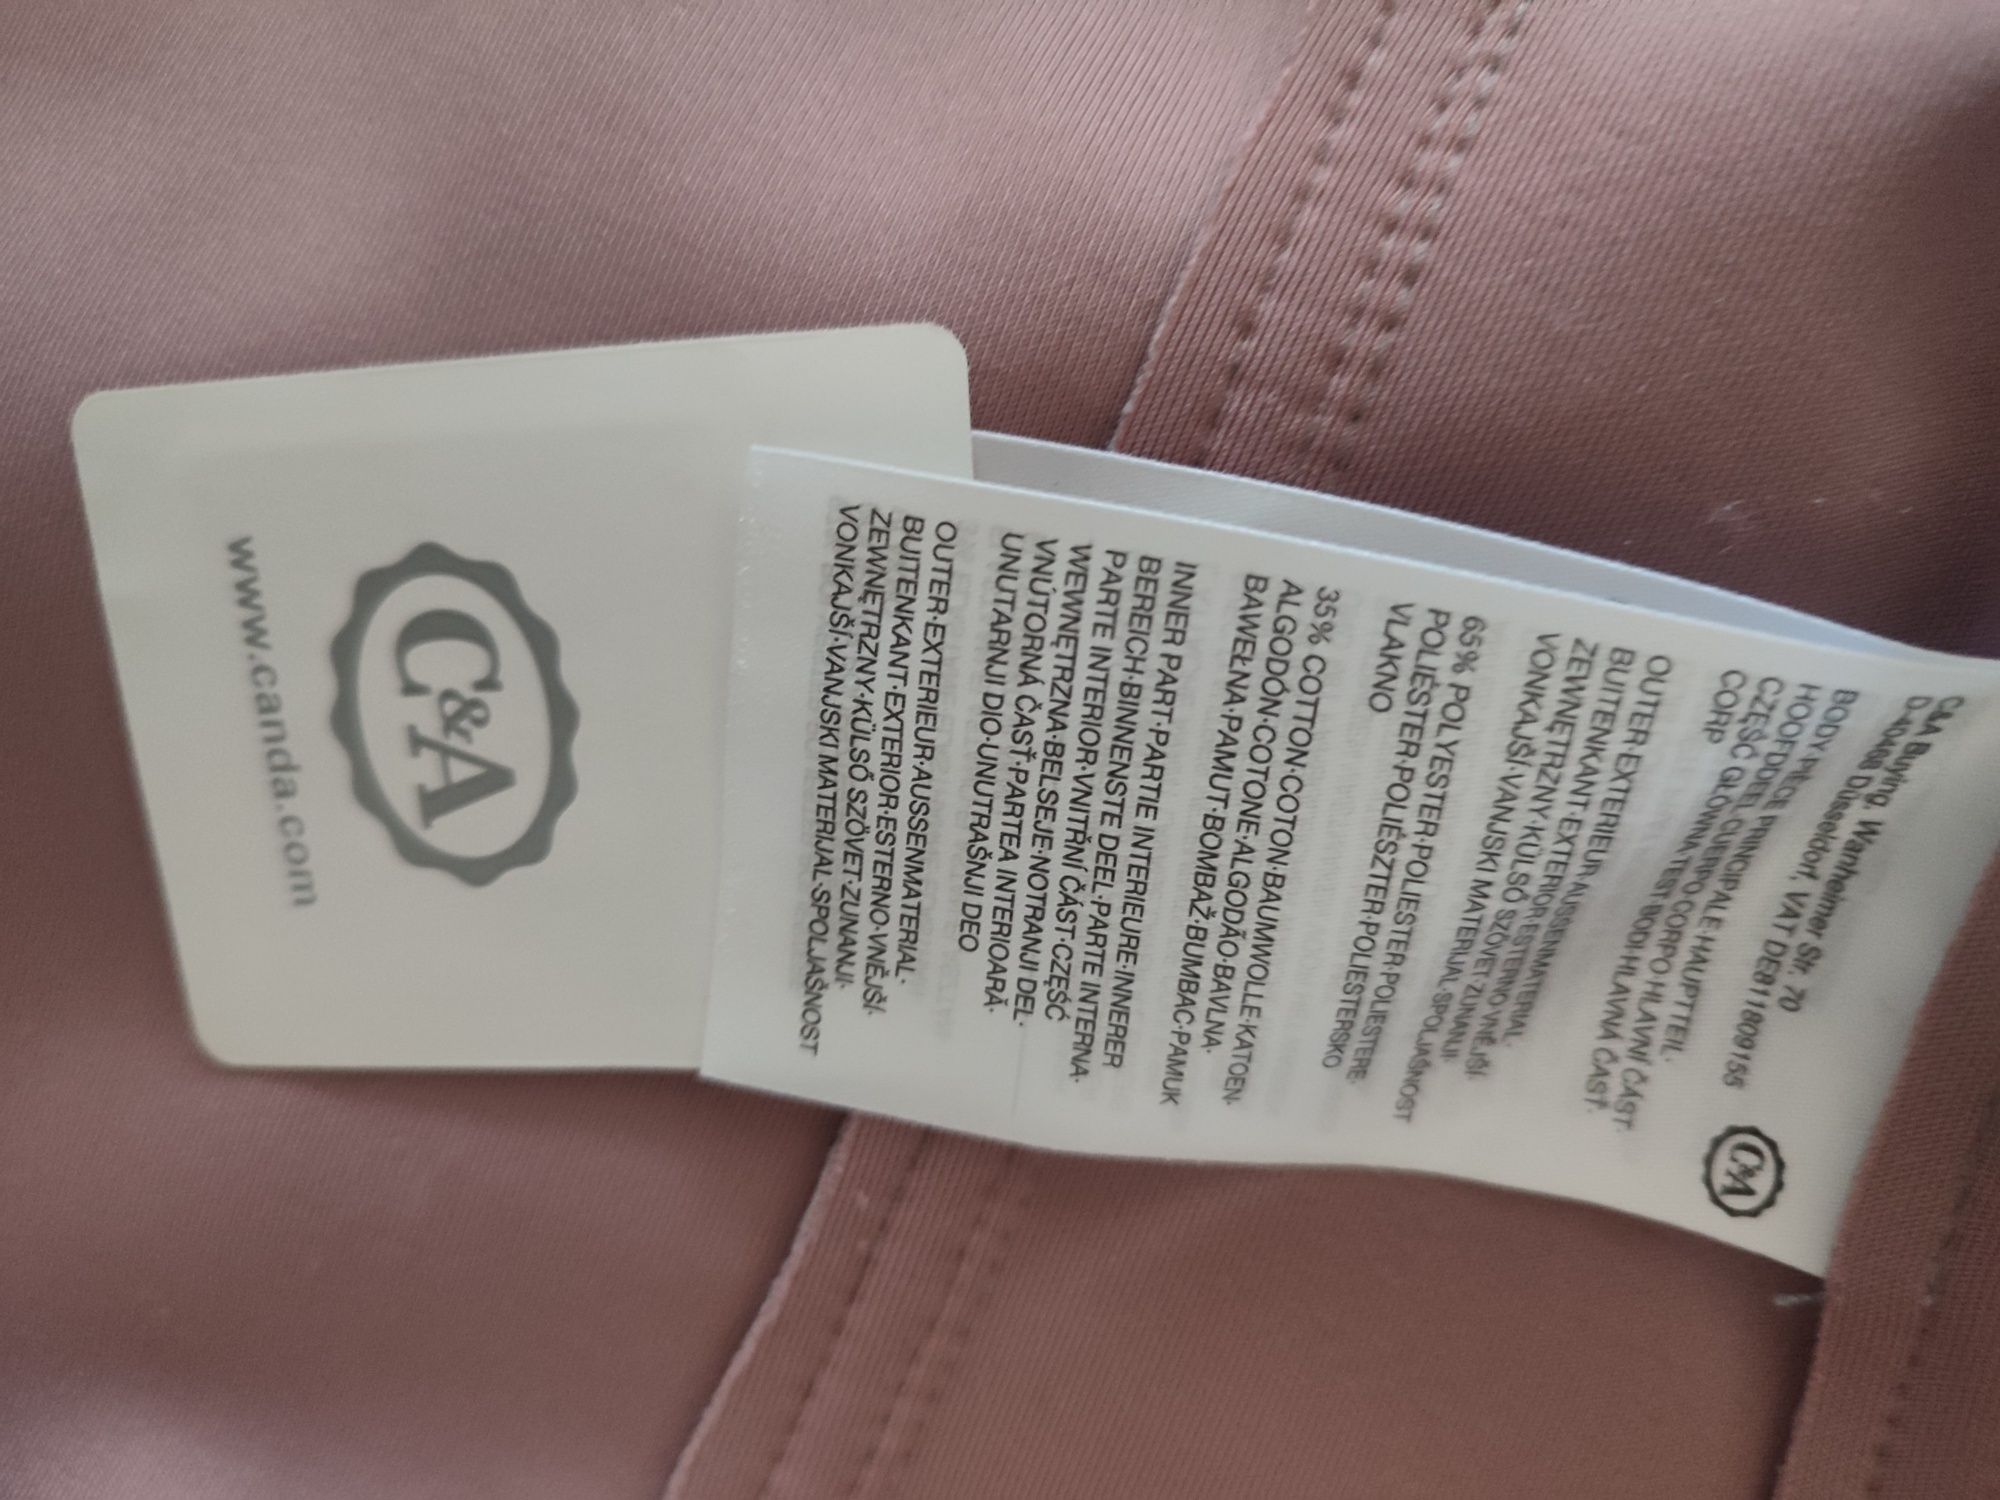 C&A Buying, Wanheimer Str. 70
D-40468 Düsseldorf, VAT DE811809155
C&A
BODY·PIÈCE PRINCIPALE·HAUPTTEIL·
HOOFDDEEL·CUERPO·CORPO·HLAVNÍ ČÁST·
CZĘŚĆ GŁÓWNA·TEST·BODI·HLAVNÁ ČASŤ·
CORP
OUTER·EXTERIEUR·AUSSENMATERIAL·
BUITENKANT·EXTERIOR·ESTERNO·VNĚJŠÍ·
ZEWNĘTRZNY·KÜLSŐ SZÖVET·ZUNANJI·
VONKAJŠÍ·VANJSKI MATERIJAL·SPOLJAŠNOST
65% POLYESTER·POLIESTER·POLIESTERE·
POLIÉSTER·POLIÉSZTER·POLIESTERSKO
VLAKNO
35% COTTON·COTON·BAUMWOLLE·KATOEN·
ALGODÓN·COTONE·ALGODÃO·BAVLNA·
BAWEŁNA·PAMUT·BOMBAŽ·BUMBAC·PAMUK
INNER PART·PARTIE INTERIEURE·INNERER
BEREICH·BINNENSTE DEEL·PARTE INTERNA·
PARTE INTERIOR·VNITŘNÍ ČÁST·CZĘŚĆ
WEWNĘTRZNA·BELSEJE·NOTRANJI DEL·
VNÚTORNÁ ČASŤ·PARTEA INTERIOARĂ·
UNUTARNJI DIO·UNUTRAŠNJI DEO
OUTER·EXTERIEUR·AUSSENMATERIAL·
BUITENKANT·EXTERIOR·ESTERNO·VNĚJŠÍ·
ZEWNĘTRZNY·KÜLSŐ SZÖVET·ZUNANJI·
VONKAJŠÍ·VANJSKI MATERIJAL·SPOLJAŠNOST
C&A
www.canda.com